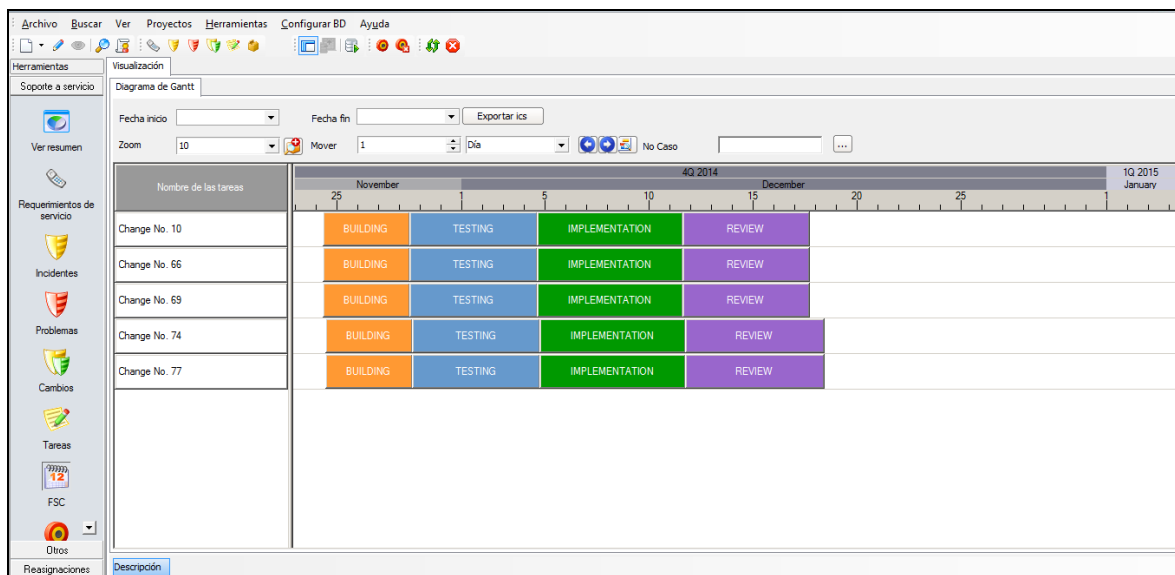 Archivo Buscar Ver Proyectos Herramientas Configurar BD Ayuda
Herramientas
Visualización
Soporte a servicio
Diagrama de Gantt
Fecha inicio
Fecha fin
Exportar ics
Zoom 10
Mover 1 Día
No Caso
...
Ver resumen
Requerimientos de
servicio
Incidentes
Problemas
Cambios
Tareas
12
FSC
Otros
Reasignaciones
Nombre de las tareas
4Q 2014 1Q 2015
November December January
25 1 5 10 15 20 25 1
Change No. 10 BUILDING TESTING IMPLEMENTATION REVIEW
Change No. 66 BUILDING TESTING IMPLEMENTATION REVIEW
Change No. 69 BUILDING TESTING IMPLEMENTATION REVIEW
Change No. 74 BUILDING TESTING IMPLEMENTATION REVIEW
Change No. 77 BUILDING TESTING IMPLEMENTATION REVIEW
Descripción